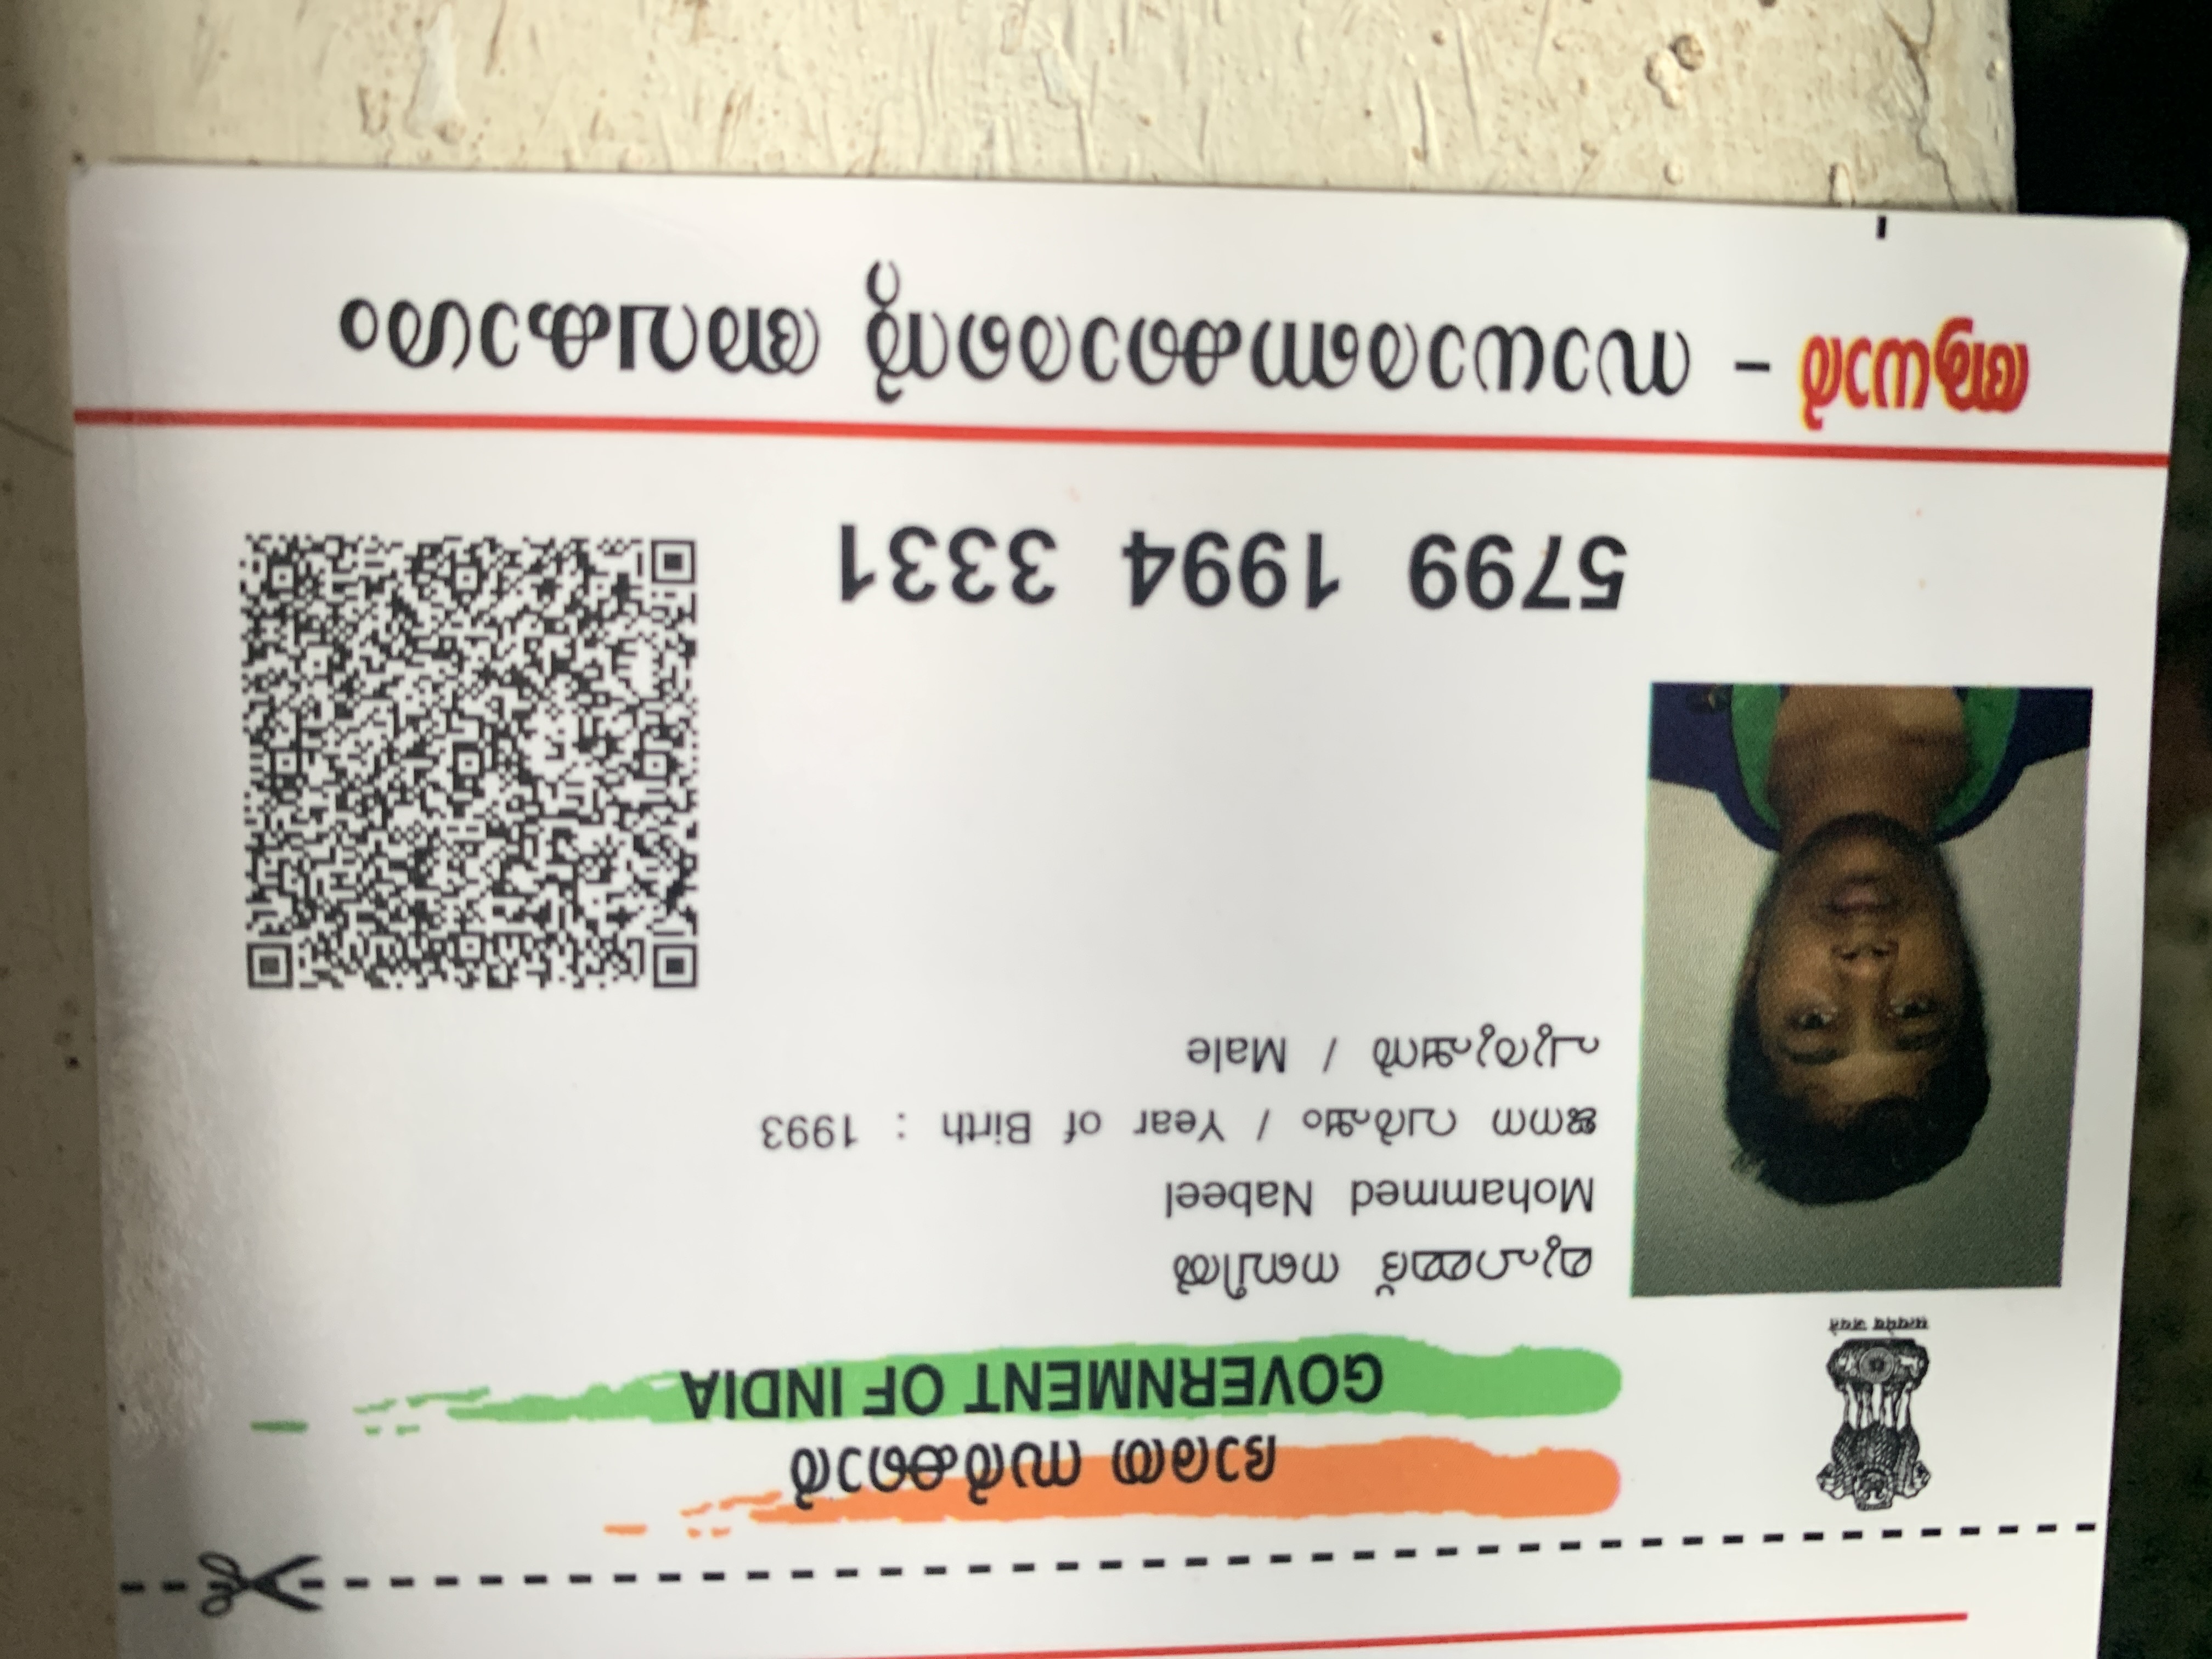 ഭാരത സർക്കാർ
GOVERNMENT OF INDIA
सत्यमेव जयते
മുഹമ്മദ് നബീൽ
Mohammed Nabeel
ജനന വർഷം / Year of Birth : 1993
പുരുഷൻ / Male
5799 1994 3331
ആധാർ - സാധാരണക്കാരന്റെ അവകാശം